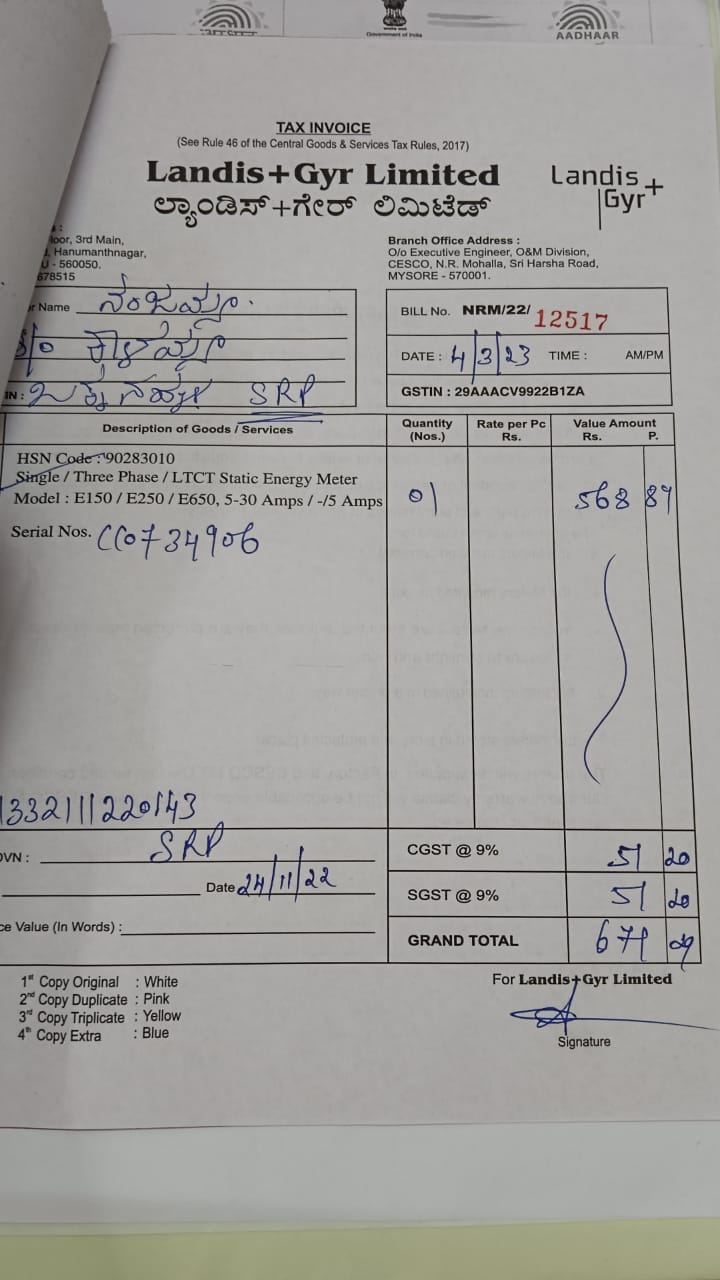 Government of India
AADHAAR
TAX INVOICE
(See Rule 46 of the Central Goods & Services Tax Rules, 2017)
Landis+Gyr Limited
ಲ್ಯಾಂಡಿಸ್+ಗೇರ್ ಲಿಮಿಟೆಡ್
Landis+
Gyr
loor, 3rd Main,
Hanumanthnagar,
- 560050.
678515
Branch Office Address :
O/o Executive Engineer, O&M Division,
CESCO, N.R. Mohalla, Sri Harsha Road,
MYSORE - 570001.
Name ನಂಜಮ್ಮ
BILL No. NRM/22/ 12517
DATE : 4/3/23 TIME : AM/PM
IN : SRP
GSTIN : 29AAACV9922B1ZA
Description of Goods / Services Quantity (Nos.) Rate per Pc Rs. Value Amount Rs. P.
HSN Code : 90283010
Single / Three Phase / LTCT Static Energy Meter
Model : E150 / E250 / E650, 5-30 Amps / -/5 Amps 01 568 89
Serial Nos. CC0734906
1332111220143
SRP
Date 24/11/22
CGST @ 9% 51 20
SGST @ 9% 51 20
Value (In Words) :
GRAND TOTAL 671 29
1st Copy Original : White
2nd Copy Duplicate : Pink
3rd Copy Triplicate : Yellow
4th Copy Extra : Blue
For Landis+Gyr Limited
Signature